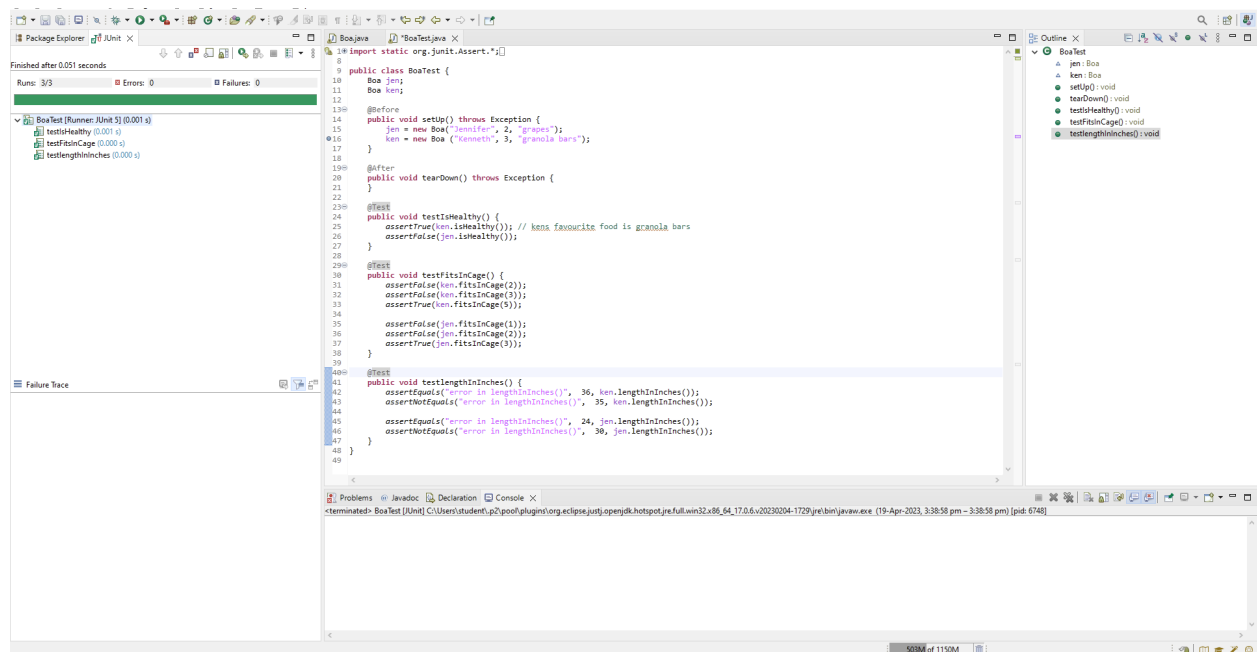 Package Explorer JUnit
Finished after 0.051 seconds
Runs: 3/3 Errors: 0 Failures: 0
BoaTest [Runner: JUnit 5] (0.001 s)
testIsHealthy (0.001 s)
testFitsInCage (0.000 s)
testlengthInInches (0.000 s)
Failure Trace
Boa.java *BoaTest.java
1 import static org.junit.Assert.*;
8
9 public class BoaTest {
10 Boa jen;
11 Boa ken;
12
13 @Before
14 public void setUp() throws Exception {
15 jen = new Boa("Jennifer", 2, "grapes");
16 ken = new Boa ("Kenneth", 3, "granola bars");
17 }
18
19 @After
20 public void tearDown() throws Exception {
21 }
22
23 @Test
24 public void testIsHealthy() {
25 assertTrue(ken.isHealthy()); // kens favourite food is granola bars
26 assertFalse(jen.isHealthy());
27 }
28
29 @Test
30 public void testFitsInCage() {
31 assertFalse(ken.fitsInCage(2));
32 assertFalse(ken.fitsInCage(3));
33 assertTrue(ken.fitsInCage(5));
34
35 assertFalse(jen.fitsInCage(1));
36 assertFalse(jen.fitsInCage(2));
37 assertTrue(jen.fitsInCage(3));
38 }
39
40 @Test
41 public void testlengthInInches() {
42 assertEquals("error in lengthInInches()", 36, ken.lengthInInches());
43 assertNotEquals("error in lengthInInches()", 35, ken.lengthInInches());
44
45 assertEquals("error in lengthInInches()", 24, jen.lengthInInches());
46 assertNotEquals("error in lengthInInches()", 30, jen.lengthInInches());
47 }
48 }
49
Outline
BoaTest
jen : Boa
ken : Boa
setUp() : void
tearDown() : void
testIsHealthy() : void
testFitsInCage() : void
testlengthInInches() : void
Problems Javadoc Declaration Console
<terminated> BoaTest [JUnit] C:\Users\student\.p2\pool\plugins\org.eclipse.justj.openjdk.hotspot.jre.full.win32.x86_64_17.0.6.v20230204-1729\jre\bin\javaw.exe (19-Apr-2023, 3:38:58 pm – 3:38:58 pm) [pid: 6748]
503M of 1150M